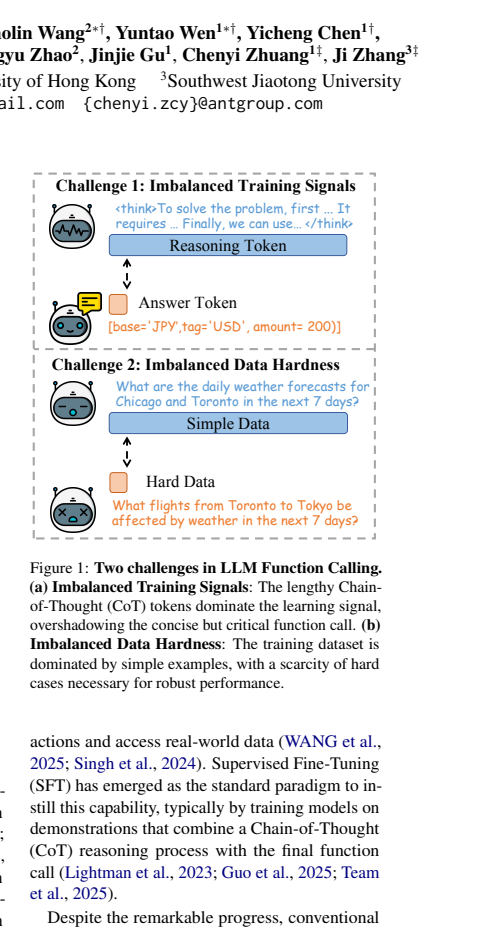 olin Wang2*†, Yuntao Wen1*†, Yicheng Chen1†,
gyu Zhao2, Jinjie Gu1, Chenyi Zhuang1‡, Ji Zhang3‡
sity of Hong Kong 3Southwest Jiaotong University
ail.com {chenyi.zcy}@antgroup.com
Challenge 1: Imbalanced Training Signals
<think>To solve the problem, first ... It
requires ... Finally, we can use... </think>
Reasoning Token
Answer Token
[base='JPY',tag='USD', amount= 200)]
Challenge 2: Imbalanced Data Hardness
What are the daily weather forecasts for
Chicago and Toronto in the next 7 days?
Simple Data
Hard Data
What flights from Toronto to Tokyo be
affected by weather in the next 7 days?
Figure 1: Two challenges in LLM Function Calling.
(a) Imbalanced Training Signals: The lengthy Chain-
of-Thought (CoT) tokens dominate the learning signal,
overshadowing the concise but critical function call. (b)
Imbalanced Data Hardness: The training dataset is
dominated by simple examples, with a scarcity of hard
cases necessary for robust performance.
actions and access real-world data (WANG et al.,
2025; Singh et al., 2024). Supervised Fine-Tuning
(SFT) has emerged as the standard paradigm to in-
still this capability, typically by training models on
demonstrations that combine a Chain-of-Thought
(CoT) reasoning process with the final function
call (Lightman et al., 2023; Guo et al., 2025; Team
et al., 2025).
Despite the remarkable progress, conventional